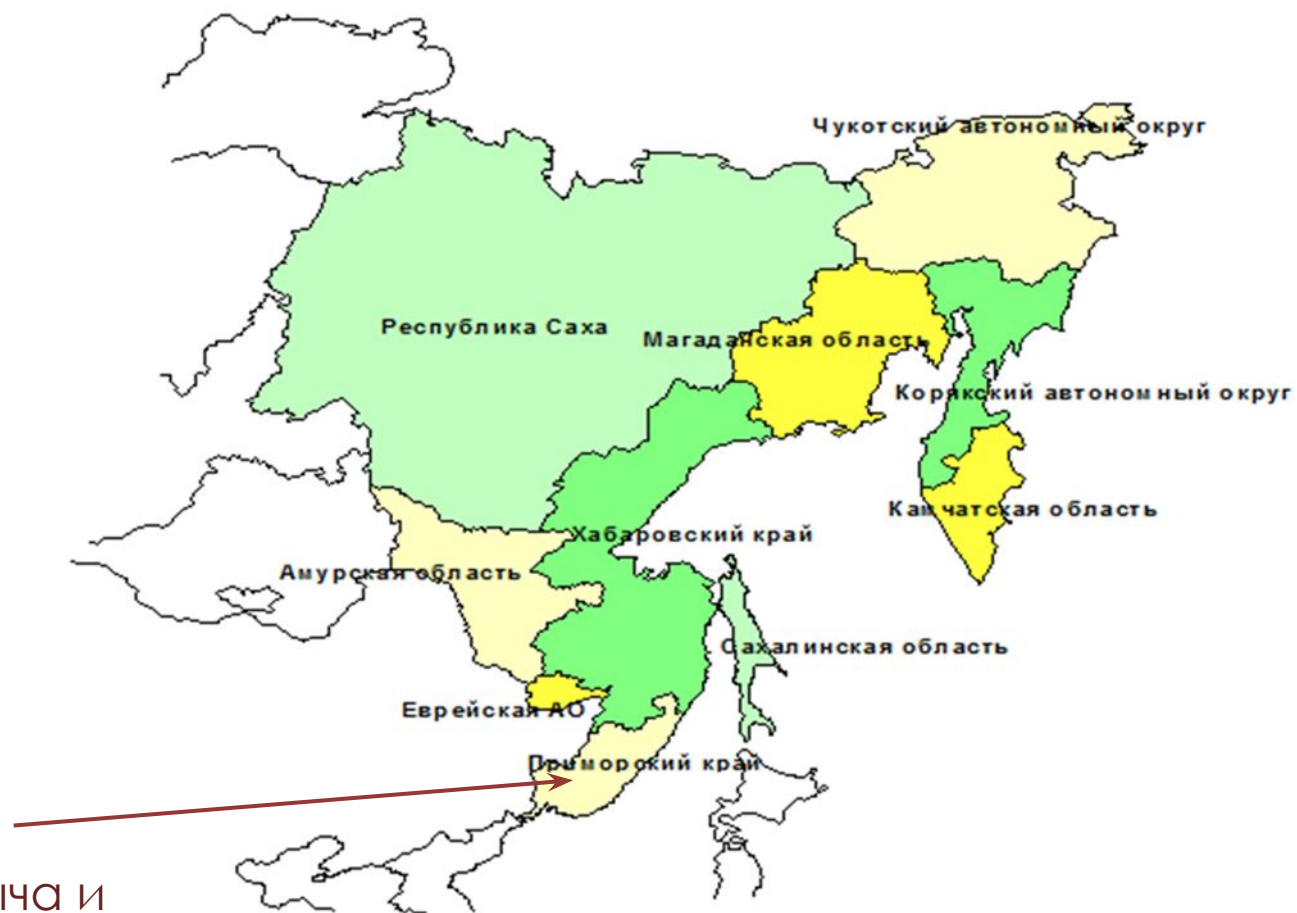 Чукотский автономный округ
Республика Саха
Магаданская область
Корякский автономный округ
Камчатская область
Хабаровский край
Амурская область
Сахалинская область
Еврейская АО
Приморский край
и